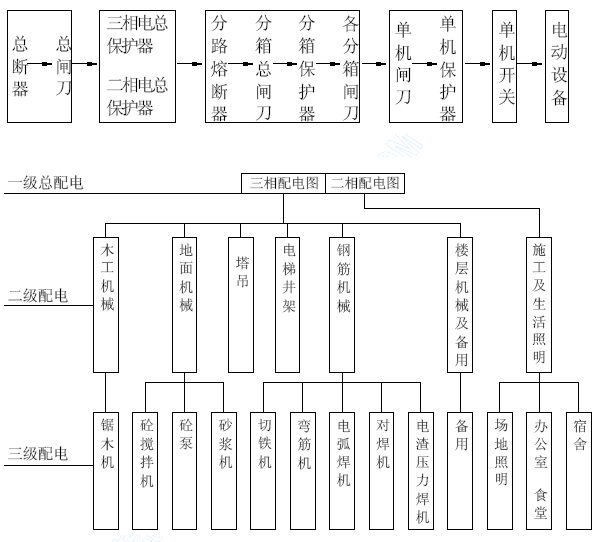 总断器
总闸刀
三相电总
保护器
二相电总
保护器
分路熔断器
分箱总闸刀
分箱保护器
各分箱闸刀
单机闸刀
单机保护器
单机开关
电动设备
一级总配电
三相配电图
二相配电图
二级配电
木工机械
地面机械
塔吊
电梯井架
钢筋机械
楼层机械及备用
施工及生活照明
三级配电
锯木机
砼搅拌机
砼泵
砂浆机
切铁机
弯筋机
电弧焊机
对焊机
电渣压力焊机
备用
场地照明
办公室 食堂
宿舍